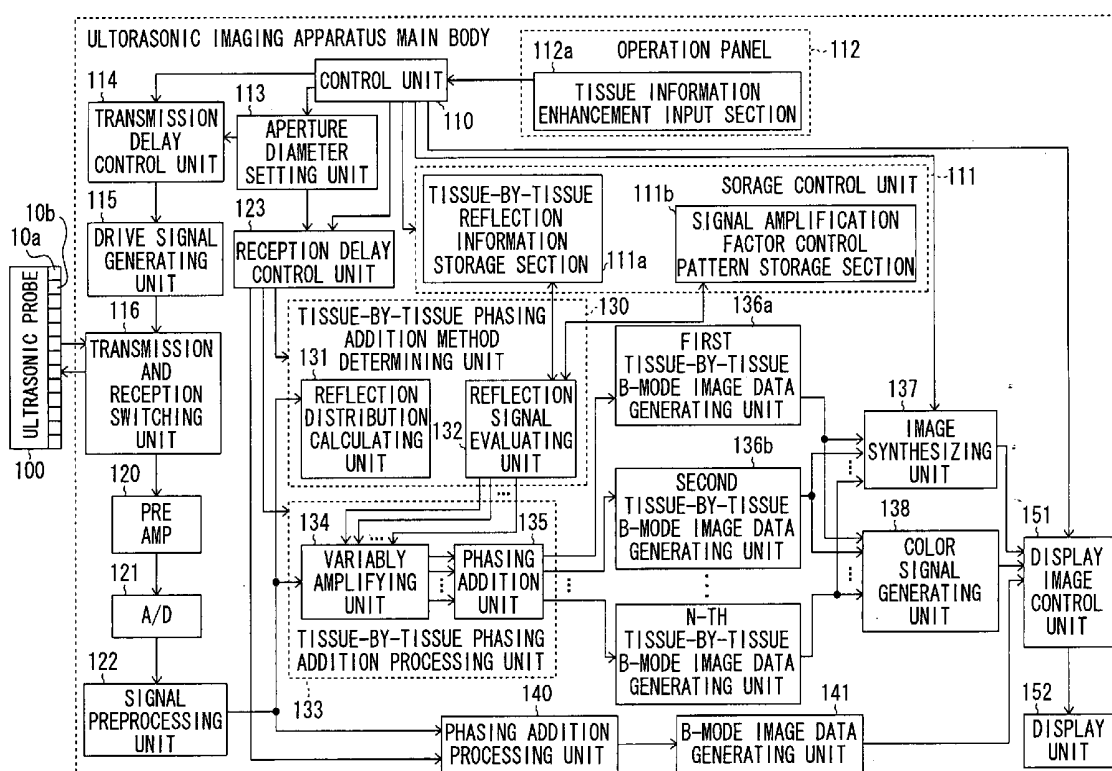 ULTORASONIC IMAGING APPARATUS MAIN BODY
112a
OPERATION PANEL
112
TISSUE INFORMATION
ENHANCEMENT INPUT SECTION
CONTROL UNIT
110
114
TRANSMISSION
DELAY
CONTROL UNIT
113
APERTURE
DIAMETER
SETTING UNIT
115
DRIVE SIGNAL
GENERATING
UNIT
123
RECEPTION DELAY
CONTROL UNIT
SORAGE CONTROL UNIT
111
TISSUE-BY-TISSUE
REFLECTION
INFORMATION
STORAGE SECTION
111a
111b
SIGNAL AMPLIFICATION
FACTOR CONTROL
PATTERN STORAGE SECTION
10b
10a
ULTRASONIC PROBE
100
116
TRANSMISSION
AND
RECEPTION
SWITCHING
UNIT
130
TISSUE-BY-TISSUE PHASING
ADDITION METHOD
DETERMINING UNIT
131
REFLECTION
DISTRIBUTION
CALCULATING
UNIT
132
REFLECTION
SIGNAL
EVALUATING
UNIT
136a
FIRST
TISSUE-BY-TISSUE
B-MODE IMAGE DATA
GENERATING UNIT
137
IMAGE
SYNTHESIZING
UNIT
120
PRE
AMP
136b
SECOND
TISSUE-BY-TISSUE
B-MODE IMAGE DATA
GENERATING UNIT
134
VARIABLY
AMPLIFYING
UNIT
135
PHASING
ADDITION
UNIT
138
COLOR
SIGNAL
GENERATING
UNIT
151
DISPLAY
IMAGE
CONTROL
UNIT
121
A/D
TISSUE-BY-TISSUE PHASING
ADDITION PROCESSING UNIT
133
N-TH
TISSUE-BY-TISSUE
B-MODE IMAGE DATA
GENERATING UNIT
122
SIGNAL
PREPROCESSING
UNIT
140
PHASING ADDITION
PROCESSING UNIT
141
B-MODE IMAGE DATA
GENERATING UNIT
152
DISPLAY
UNIT